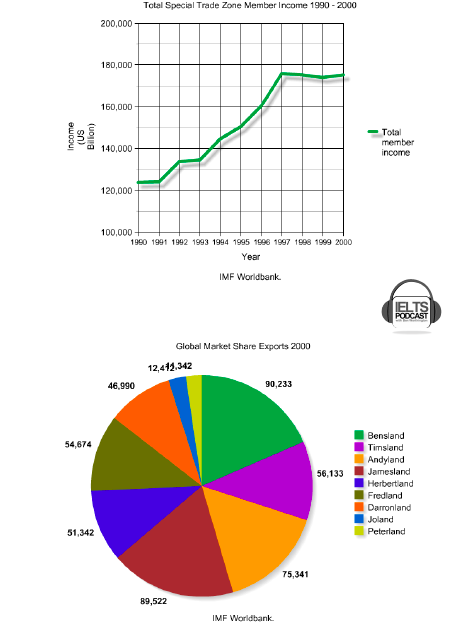 Total Special Trade Zone Member Income 1990 - 2000
200,000
180,000
160,000
140,000
120,000
100,000
Income
(US
Billion)
1990 1991 1992 1993 1994 1995 1996 1997 1998 1999 2000
Year
Total
member
income
IMF Worldbank.
IELTS
PODCAST
Global Market Share Exports 2000
90,233
56,133
75,341
89,522
51,342
54,674
46,990
12,412
Bensland
Timsland
Andyland
Jamesland
Herbertland
Fredland
Darronland
Joland
Peterland
IMF Worldbank.